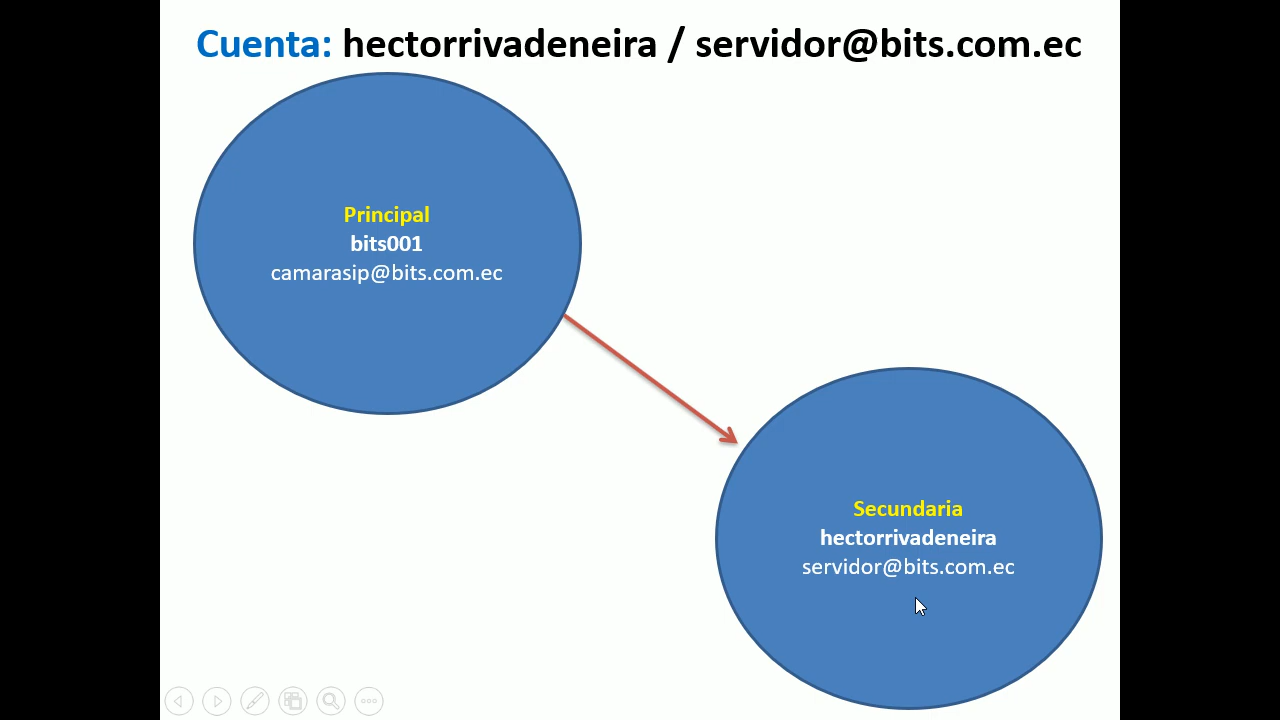 Cuenta: hectorrivadeneira / servidor@bits.com.ec
Principal
bits001
camarasip@bits.com.ec
Secundaria
hectorrivadeneira
servidor@bits.com.ec